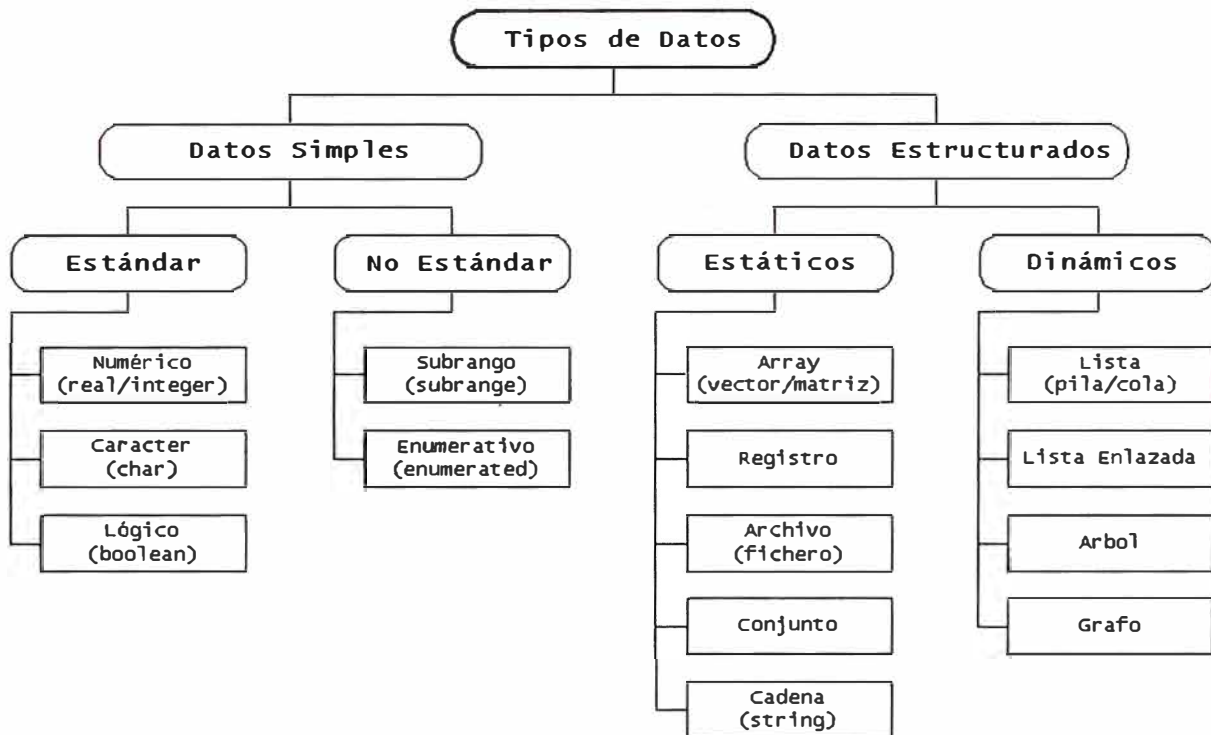 Tipos de Datos
Datos Simples
Datos Estructurados
Estándar
No Estándar
Estáticos
Dinámicos
Numérico
(real/integer)
Caracter
(char)
Lógico
(boolean)
Subrango
(subrange)
Enumerativo
(enumerated)
Array
(vector/matriz)
Registro
Archivo
(fichero)
Conjunto
Cadena
(string)
Lista
(pila/cola)
Lista Enlazada
Arbol
Grafo